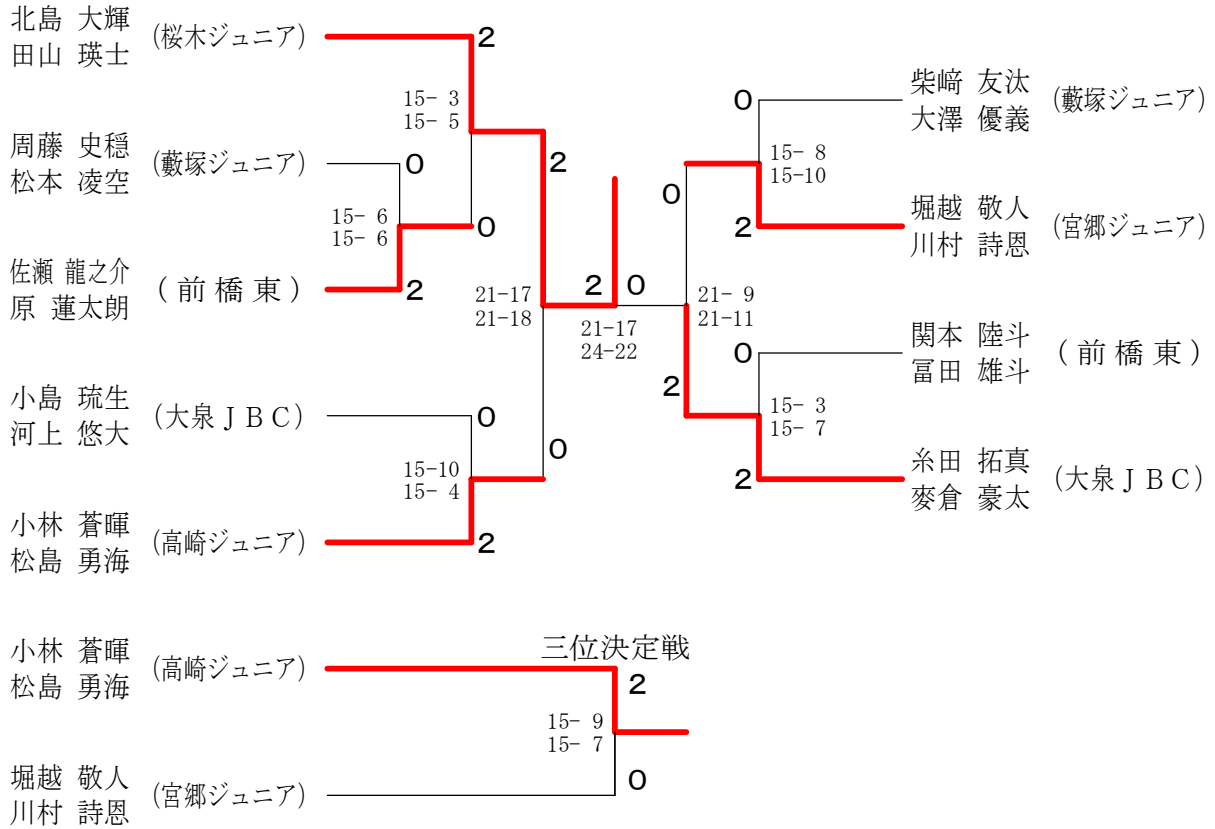 北島 大輝
田山 瑛士
(桜木ジュニア)
2
15- 3
15- 5
周藤 史穏
松本 凌空
(藪塚ジュニア)
0
15- 6
15- 6
0
佐瀬 龍之介
原 蓮太朗
(前橋東)
2
2
21-17
21-18
小島 琉生
河上 悠大
(大泉ＪＢＣ)
0
15-10
15- 4
0
小林 蒼暉
松島 勇海
(高崎ジュニア)
2
2 0
21-17
24-22
柴﨑 友汰
大澤 優義
(藪塚ジュニア)
0
15- 8
15-10
0
堀越 敬人
川村 詩恩
(宮郷ジュニア)
2
21- 9
21-11
関本 陸斗
冨田 雄斗
(前橋東)
0
2
15- 3
15- 7
糸田 拓真
麥倉 豪太
(大泉ＪＢＣ)
2
三位決定戦
小林 蒼暉
松島 勇海
(高崎ジュニア)
2
15- 9
15- 7
堀越 敬人
川村 詩恩
(宮郷ジュニア)
0